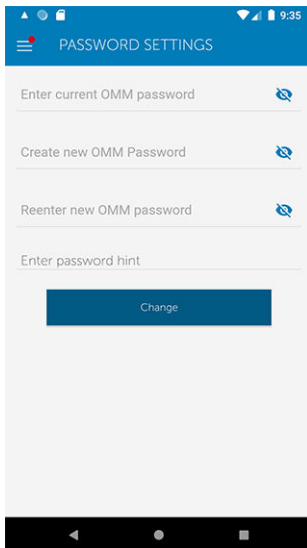 9:35
PASSWORD SETTINGS
Enter current OMM password
Create new OMM Password
Reenter new OMM password
Enter password hint
Change